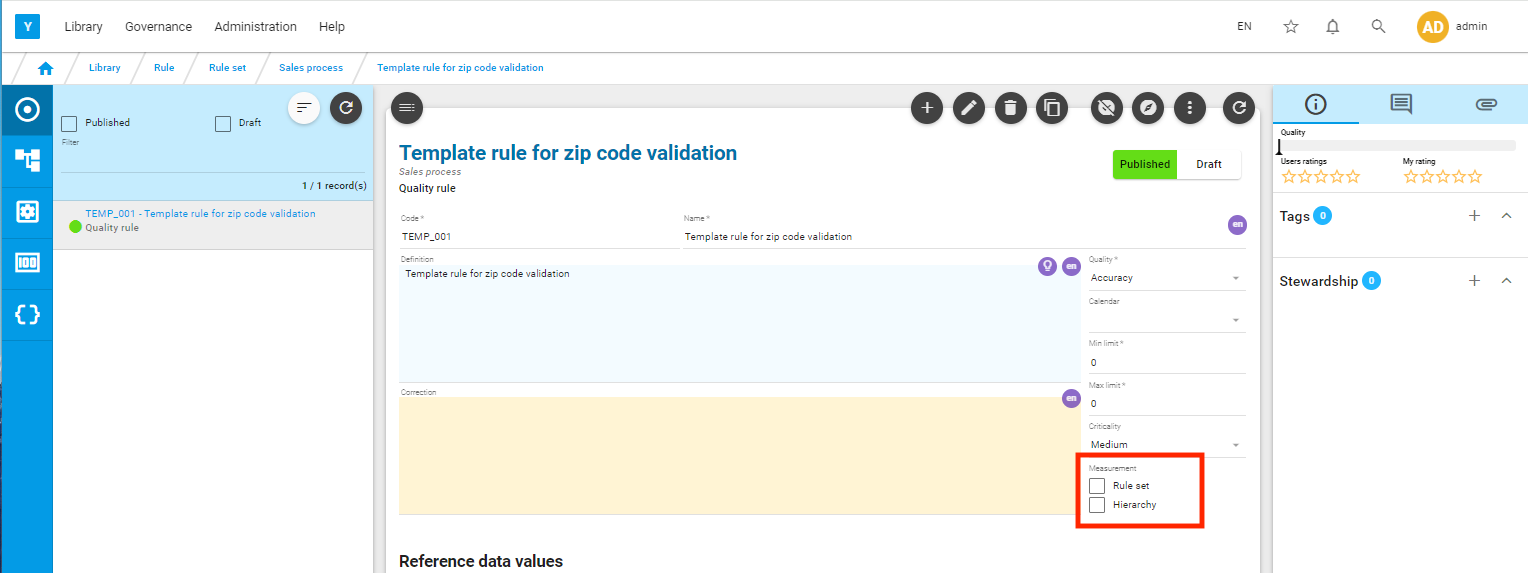 Y Library Governance Administration Help EN AD admin
Library Rule Rule set Sales process Template rule for zip code validation
Published Draft
Filter
1 / 1 record(s)
TEMP_001 - Template rule for zip code validation
Quality rule
Template rule for zip code validation
Sales process
Quality rule
Published Draft
Code * Name *
TEMP_001 Template rule for zip code validation en
Definition
Template rule for zip code validation
en
Quality *
Accuracy
Calendar
Min limit *
0
Max limit *
0
Correction
en
Criticality
Medium
Measurement
Rule set
Hierarchy
Reference data values
Quality
Users ratings My rating
Tags 0
Stewardship 0
100